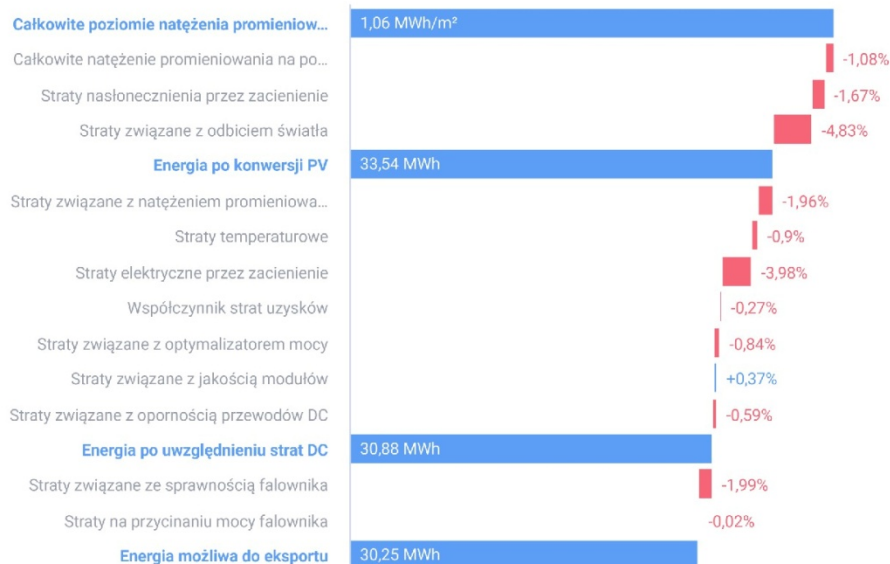 Całkowite poziomie natężenia promieniow... 1,06 MWh/m²
Całkowite natężenie promieniowania na po... -1,08%
Straty nasłonecznienia przez zacienienie -1,67%
Straty związane z odbiciem światła -4,83%
Energia po konwersji PV 33,54 MWh
Straty związane z natężeniem promieniowa... -1,96%
Straty temperaturowe -0,9%
Straty elektryczne przez zacienienie -3,98%
Współczynnik strat uzysków -0,27%
Straty związane z optymalizatorem mocy -0,84%
Straty związane z jakością modułów +0,37%
Straty związane z opornością przewodów DC -0,59%
Energia po uwzględnieniu strat DC 30,88 MWh
Straty związane ze sprawnością falownika -1,99%
Straty na przycinaniu mocy falownika -0,02%
Energia możliwa do eksportu 30,25 MWh